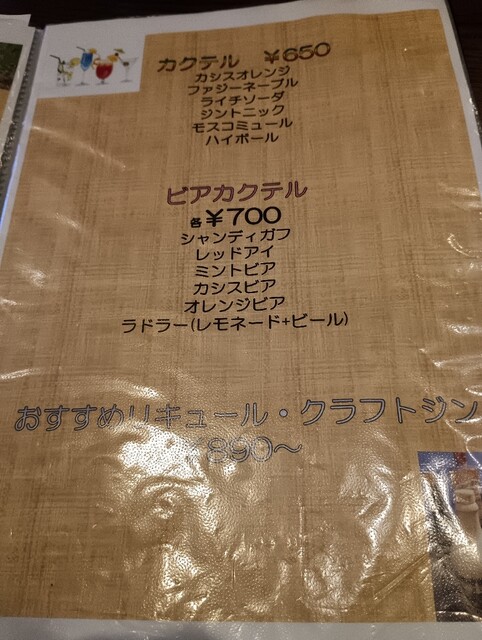 カクテル ¥650
カシスオレンジ
ファジーネーブル
ライチソーダ
ジントニック
モスコミュール
ハイボール
ビアカクテル
各¥700
シャンディガフ
レッドアイ
ミントビア
カシスビア
オレンジビア
ラドラー(レモネード+ビール)
おすすめリキュール・クラフトジン
¥890〜